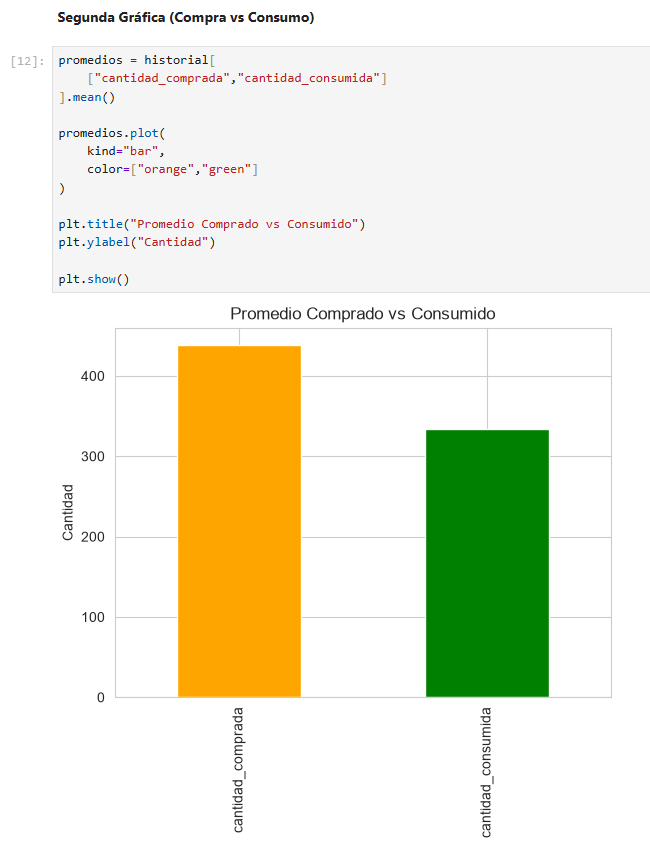 Segunda Gráfica (Compra vs Consumo)
[12]:
promedios = historial[
    ["cantidad_comprada","cantidad_consumida"]
].mean()

promedios.plot(
    kind="bar",
    color=["orange","green"]
)

plt.title("Promedio Comprado vs Consumido")
plt.ylabel("Cantidad")

plt.show()
Promedio Comprado vs Consumido
400
300
200
100
0
Cantidad
cantidad_comprada
cantidad_consumida